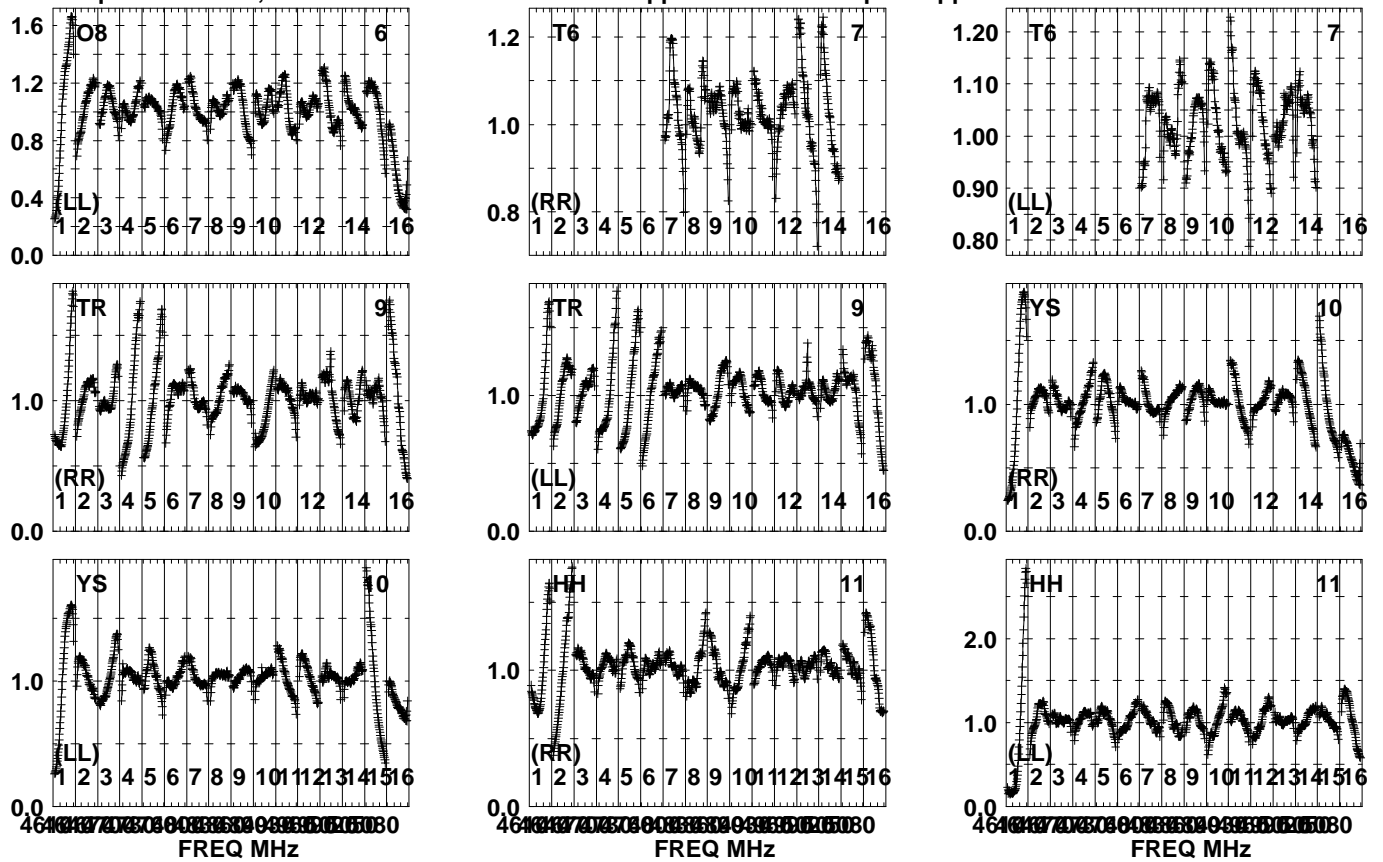 1.6 O8 6
1.2
0.8
0.4
0.0
(LL)
1 2 3 4 5 6 7 8 9 10 12 14 16
T6 7
1.2
1.0
0.8
(RR)
7 8 9 10 12 14 16
1 2 3 4 5 6
1.20 T6 7
1.10
1.00
0.90
0.80
(LL)
1 2 3 4 5 6 7 8 9 10 12 14 16
TR 9
1.0
0.0
(RR)
1 2 3 4 5 6 7 8 9 10 12 14 16
TR 9
1.0
0.0
(LL)
1 2 3 4 5 6 7 8 9 10 12 14 16
YS 10
1.0
0.0
(RR)
1 2 3 4 5 6 7 8 9 10 12 14 16
YS 10
1.0
0.0
(LL)
1 2 3 4 5 6 7 8 9 10 11 12 13 14 15 16
FREQ MHz
HH 11
1.0
0.0
(RR)
1 2 3 4 5 6 7 8 9 10 11 12 13 14 15 16
FREQ MHz
HH 11
2.0
1.0
0.0
(LL)
1 2 3 4 5 6 7 8 9 10 11 12 13 14 15 16
FREQ MHz